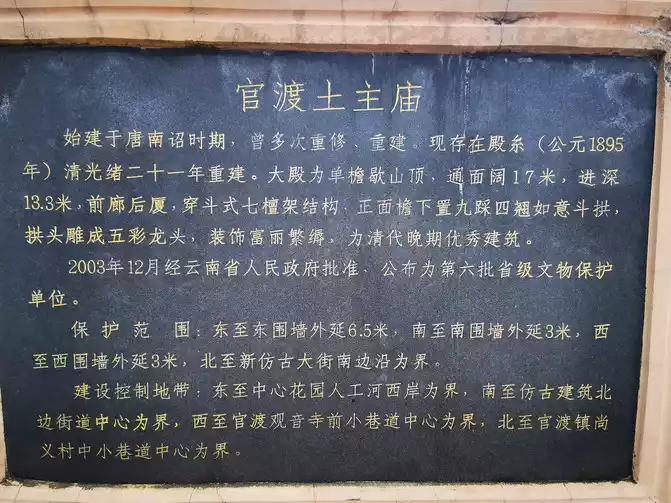 官渡土主庙
始建于唐南诏时期，曾多次重修、重建。现存在殿系（公元1895
年）清光绪二十一年重建。大殿为单檐歇山顶，通面阔17米，进深
13.3米，前廊后厦，穿斗式七檀架结构，正面檐下置九踩四翘如意斗拱，
拱头雕成五彩龙头，装饰富丽繁缛，为清代晚期优秀建筑。
2003年12月经云南省人民政府批准，公布为第六批省级文物保护
单位。
保护范围：东至东围墙外延6.5米，南至南围墙外延3米，西
至西围墙外延3米，北至新仿古大街南边沿为界。
建设控制地带：东至中心花园人工河西岸为界，南至仿古建筑北
边街道中心为界，西至官渡观音寺前小巷道中心为界，北至官渡镇尚
义村中小巷道中心为界。